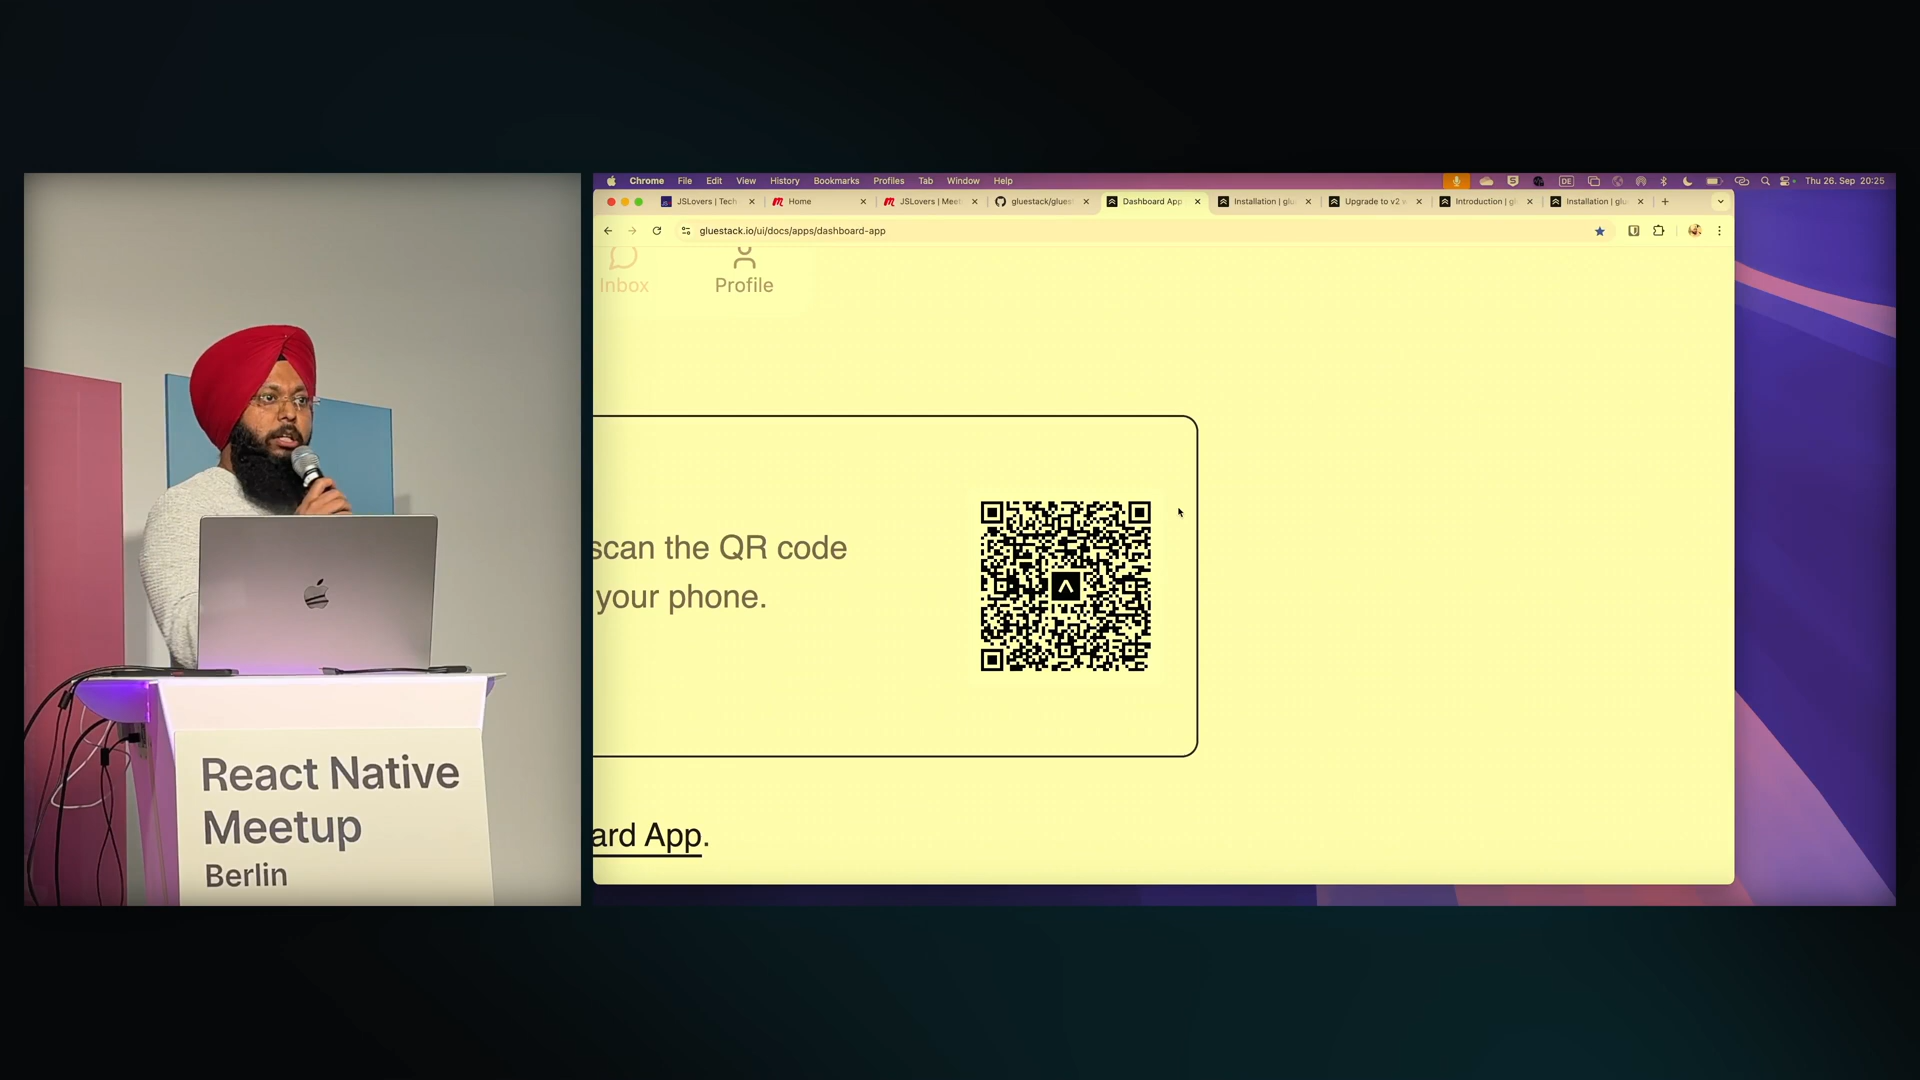 React Native
Meetup
Berlin
Chrome File Edit View History Bookmarks Profiles Tab Window Help
DE
Thu 26. Sep 20:25
JSLovers | Tech
Home
JSLovers | Meet
gluestack/glues
Dashboard App
Installation | glu
Upgrade to v2 v
Introduction | gl
Installation | glu
gluestack.io/ui/docs/apps/dashboard-app
Inbox
Profile
scan the QR code
your phone.
ard App.